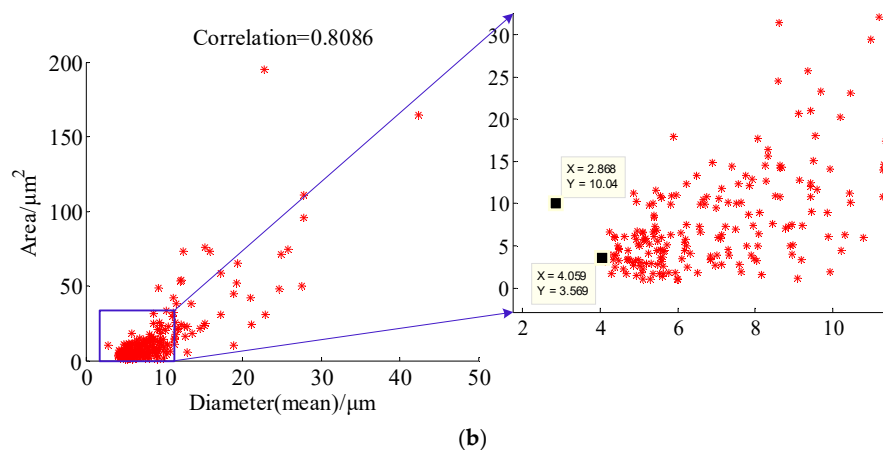 Correlation=0.8086
200
150
100
50
0
Area/μm²
0
10
20
30
40
50
Diameter(mean)/μm
30
25
20
15
10
5
0
X = 2.868
Y = 10.04
X = 4.059
Y = 3.569
2
4
6
8
10
(b)